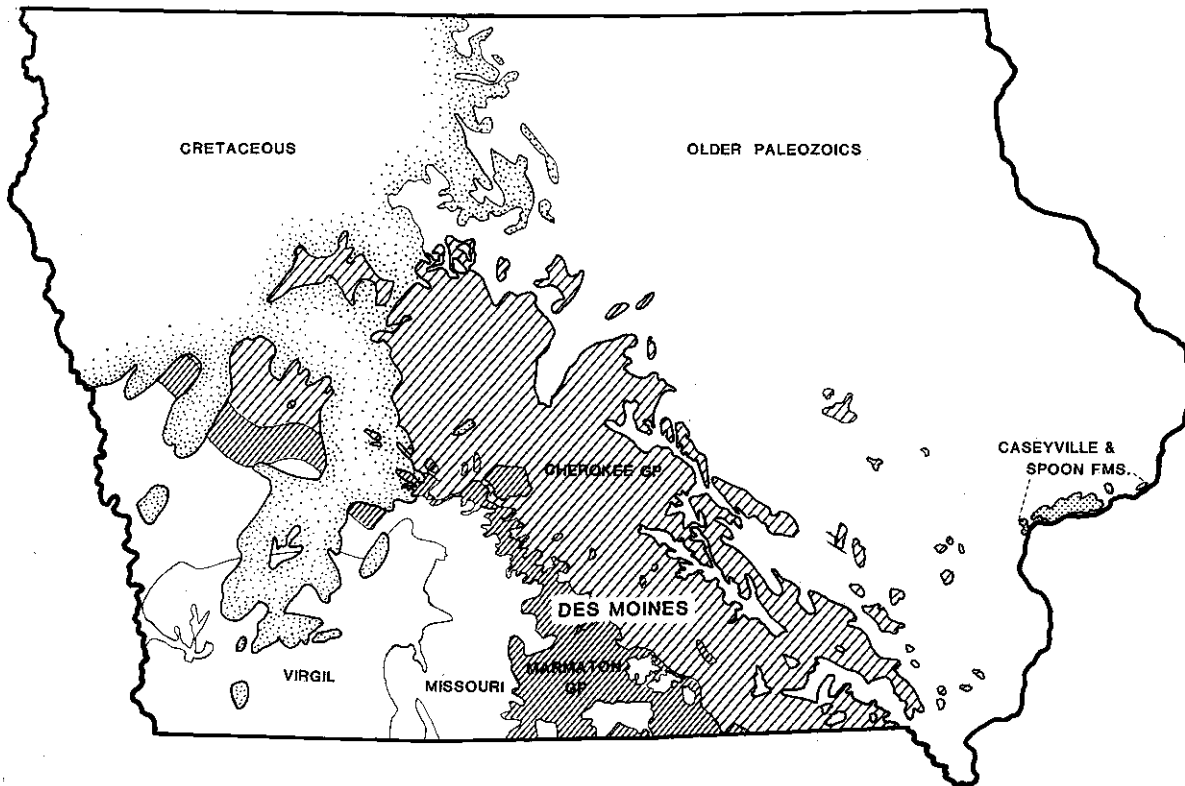 CRETACEOUS
OLDER PALEOZOICS
CASEYVILLE &
SPOON FMS.
CHEROKEE GP
DES MOINES
MARMATON
GP
VIRGIL
MISSOURI